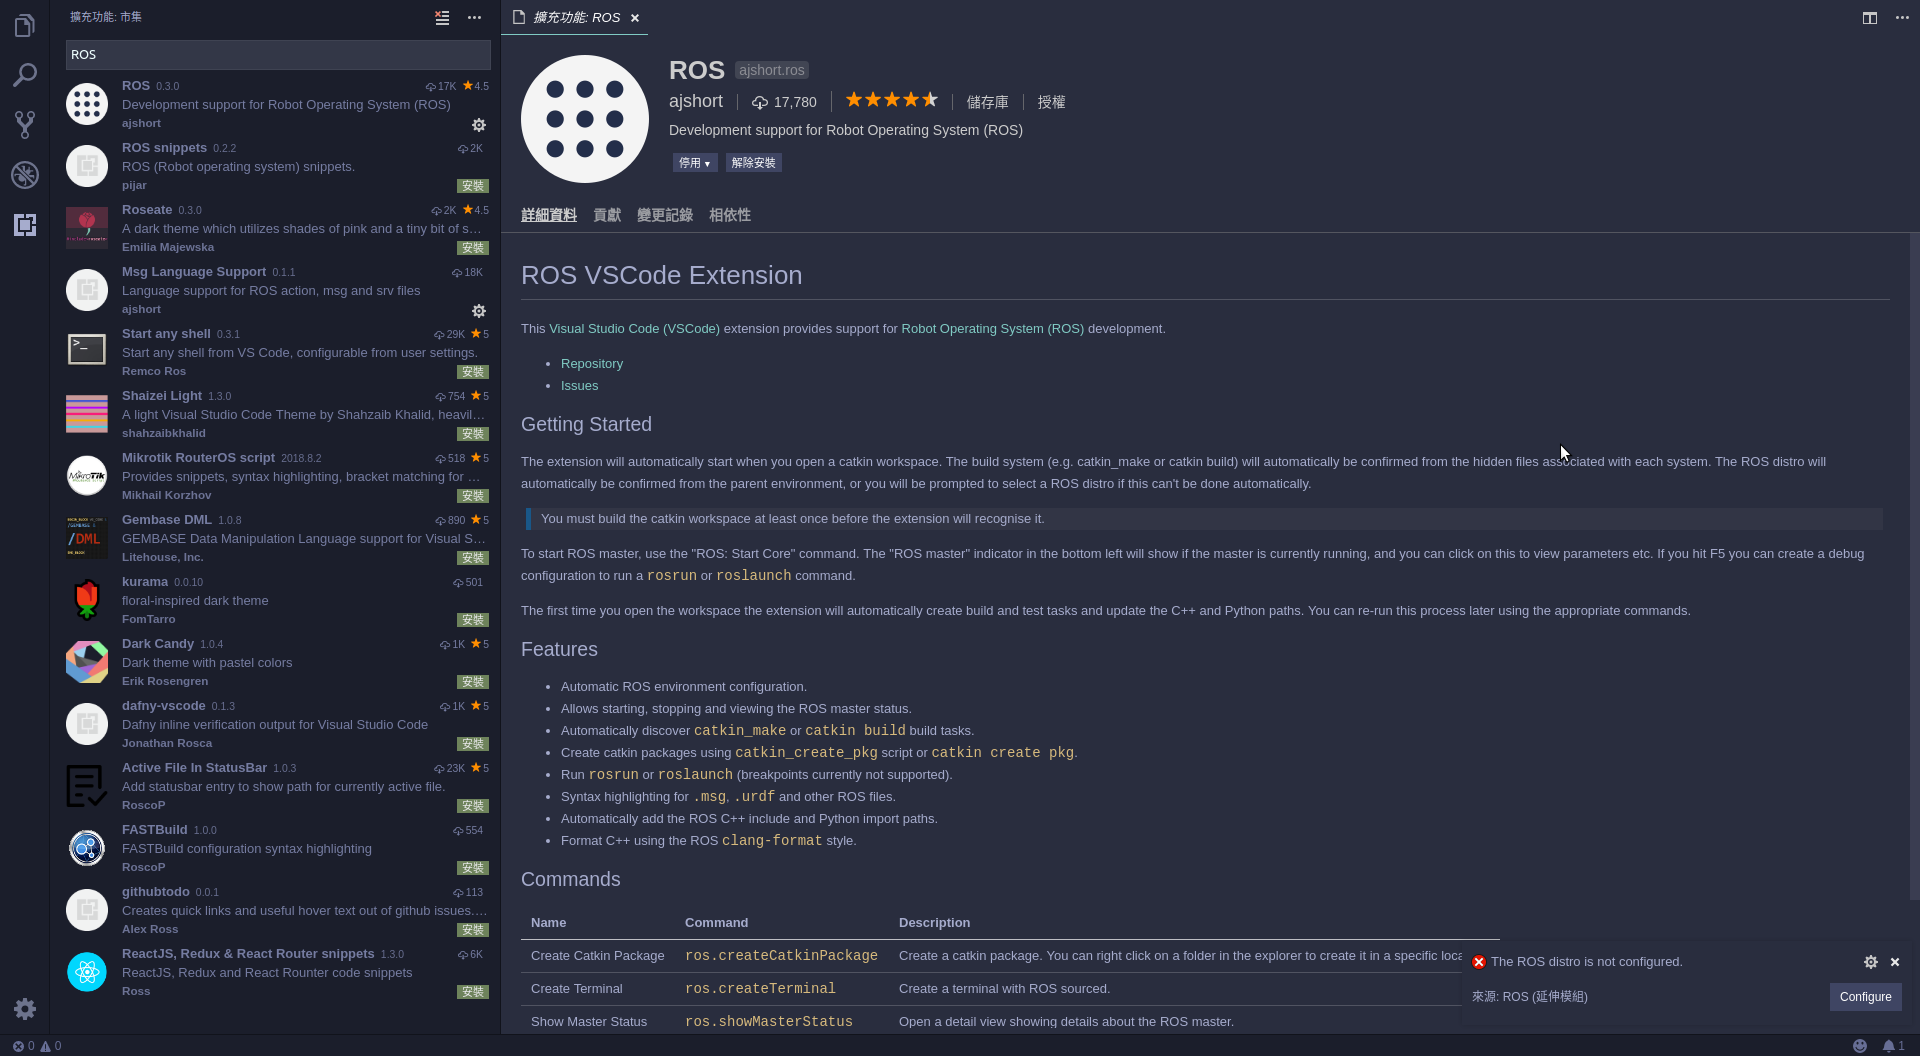 擴充功能: 市集
ROS
ROS 0.3.0 17K 4.5
Development support for Robot Operating System (ROS)
ajshort
ROS snippets 0.2.2 2K
ROS (Robot operating system) snippets.
pijar 安裝
Roseate 0.3.0 2K 4.5
A dark theme which utilizes shades of pink and a tiny bit of s…
Emilia Majewska 安裝
Msg Language Support 0.1.1 18K
Language support for ROS action, msg and srv files
ajshort
Start any shell 0.3.1 29K 5
Start any shell from VS Code, configurable from user settings.
Remco Ros 安裝
Shaizei Light 1.3.0 754 5
A light Visual Studio Code Theme by Shahzaib Khalid, heavil…
shahzaibkhalid 安裝
Mikrotik RouterOS script 2018.8.2 518 5
Provides snippets, syntax highlighting, bracket matching for …
Mikhail Korzhov 安裝
Gembase DML 1.0.8 890 5
/DML
GEMBASE Data Manipulation Language support for Visual S…
Litehouse, Inc. 安裝
kurama 0.0.10 501
floral-inspired dark theme
FomTarro 安裝
Dark Candy 1.0.4 1K 5
Dark theme with pastel colors
Erik Rosengren 安裝
dafny-vscode 0.1.3 1K 5
Dafny inline verification output for Visual Studio Code
Jonathan Rosca 安裝
Active File In StatusBar 1.0.3 23K 5
Add statusbar entry to show path for currently active file.
RoscoP 安裝
FASTBuild 1.0.0 554
FASTBuild configuration syntax highlighting
RoscoP 安裝
githubtodo 0.0.1 113
Creates quick links and useful hover text out of github issues.…
Alex Ross 安裝
ReactJS, Redux & React Router snippets 1.3.0 6K
ReactJS, Redux and React Rounter code snippets
Ross 安裝
擴充功能: ROS
ROS ajshort.ros
ajshort 17,780 儲存庫 授權
Development support for Robot Operating System (ROS)
停用 解除安裝
詳細資料 貢獻 變更記錄 相依性
ROS VSCode Extension
This Visual Studio Code (VSCode) extension provides support for Robot Operating System (ROS) development.
• Repository
• Issues
Getting Started
The extension will automatically start when you open a catkin workspace. The build system (e.g. catkin_make or catkin build) will automatically be confirmed from the hidden files associated with each system. The ROS distro will
automatically be confirmed from the parent environment, or you will be prompted to select a ROS distro if this can't be done automatically.
You must build the catkin workspace at least once before the extension will recognise it.
To start ROS master, use the "ROS: Start Core" command. The "ROS master" indicator in the bottom left will show if the master is currently running, and you can click on this to view parameters etc. If you hit F5 you can create a debug
configuration to run a rosrun or roslaunch command.
The first time you open the workspace the extension will automatically create build and test tasks and update the C++ and Python paths. You can re-run this process later using the appropriate commands.
Features
• Automatic ROS environment configuration.
• Allows starting, stopping and viewing the ROS master status.
• Automatically discover catkin_make or catkin build build tasks.
• Create catkin packages using catkin_create_pkg script or catkin create pkg.
• Run rosrun or roslaunch (breakpoints currently not supported).
• Syntax highlighting for .msg, .urdf and other ROS files.
• Automatically add the ROS C++ include and Python import paths.
• Format C++ using the ROS clang-format style.
Commands
Name Command Description
Create Catkin Package ros.createCatkinPackage Create a catkin package. You can right click on a folder in the explorer to create it in a specific loca
Create Terminal ros.createTerminal Create a terminal with ROS sourced.
Show Master Status ros.showMasterStatus Open a detail view showing details about the ROS master.
The ROS distro is not configured.
來源: ROS (延伸模組) Configure
0 0 1